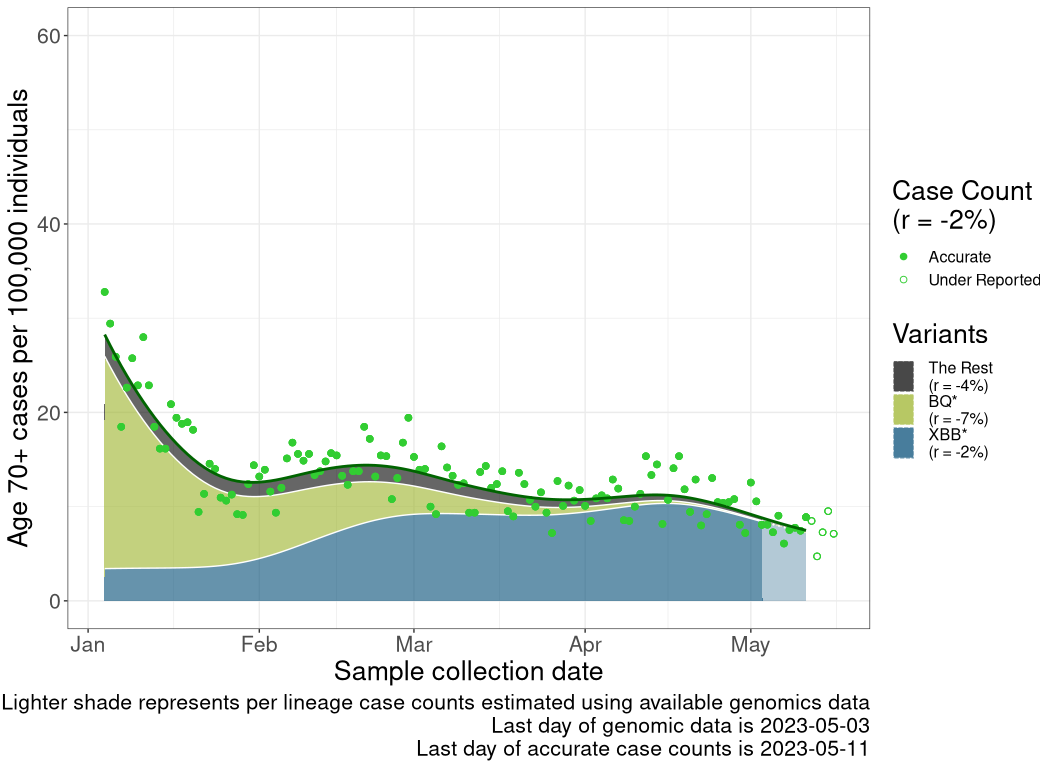 Age 70+ cases per 100,000 individuals
60
40
20
0
Jan
Feb
Mar
Apr
May
Sample collection date
Case Count
(r = -2%)
Accurate
Under Reported
Variants
The Rest
(r = -4%)
BQ*
(r = -7%)
XBB*
(r = -2%)
Lighter shade represents per lineage case counts estimated using available genomics data
Last day of genomic data is 2023-05-03
Last day of accurate case counts is 2023-05-11